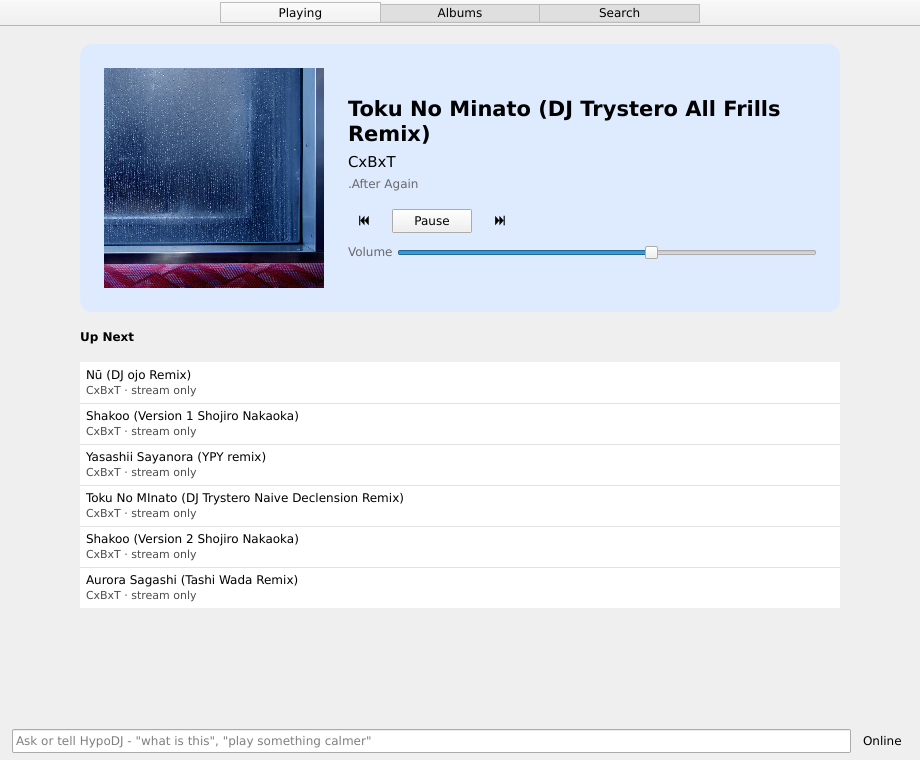 Playing
Albums
Search
Toku No Minato (DJ Trystero All Frills
Remix)
CxBxT
.After Again
Pause
Volume
Up Next
Nū (DJ ojo Remix)
CxBxT · stream only
Shakoo (Version 1 Shojiro Nakaoka)
CxBxT · stream only
Yasashii Sayanora (YPY remix)
CxBxT · stream only
Toku No MInato (DJ Trystero Naive Declension Remix)
CxBxT · stream only
Shakoo (Version 2 Shojiro Nakaoka)
CxBxT · stream only
Aurora Sagashi (Tashi Wada Remix)
CxBxT · stream only
Ask or tell HypoDJ - "what is this", "play something calmer"
Online